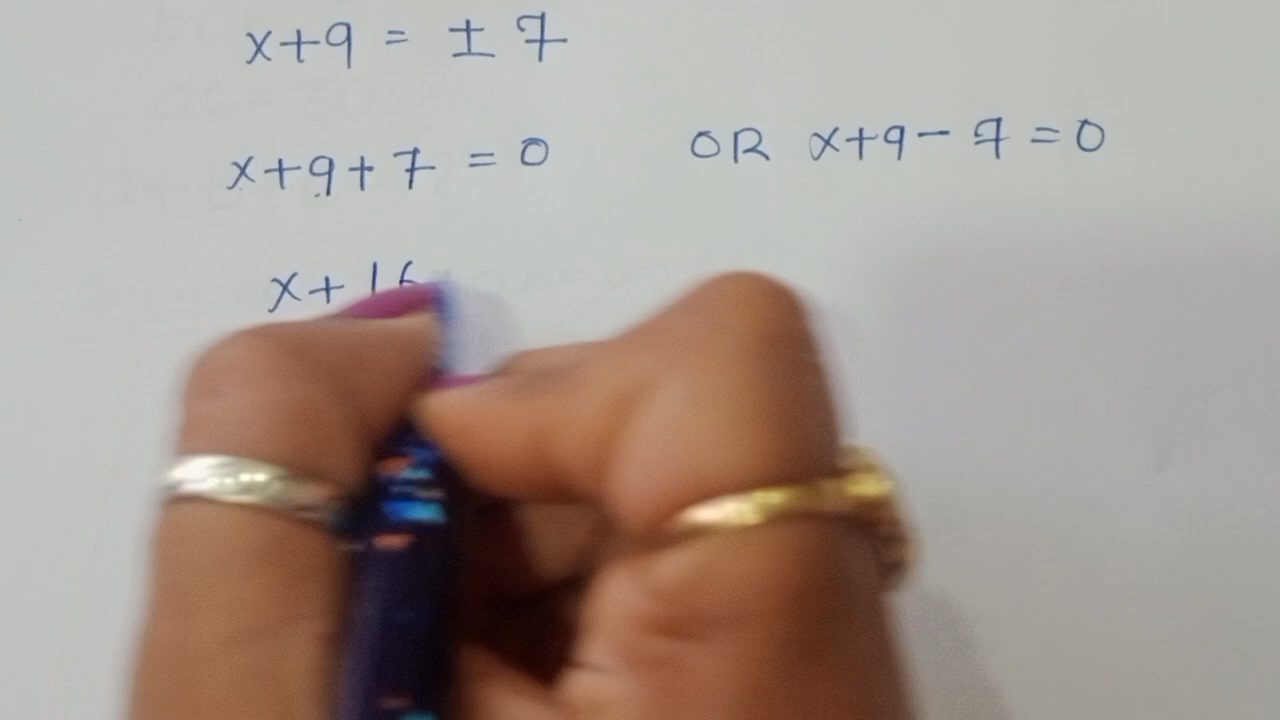 x+9 = ± 7
x+9+7 = 0 OR x+9-7=0
x+16